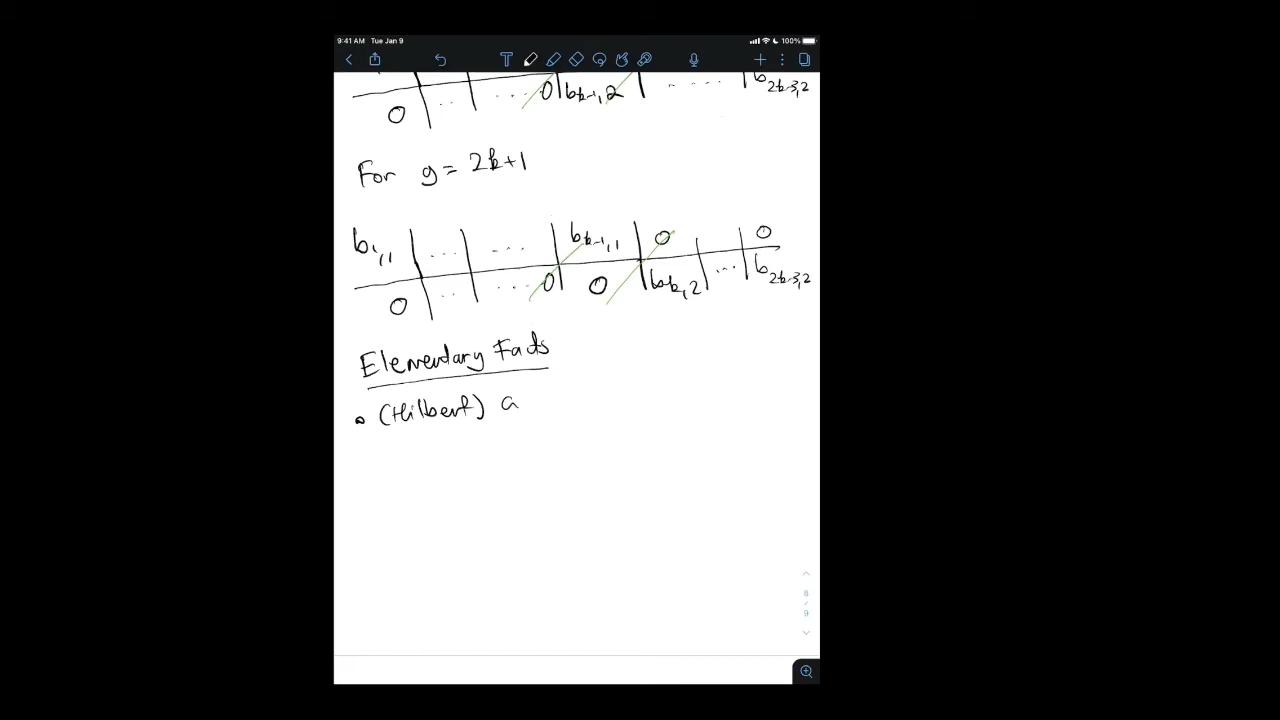 9:41 AM Tue Jan 9 100%
0 .. ... 0 b_{k-1,2} ..... b_{2k-3,2}
For g = 2k+1
b_{1,1} ... ... b_{k-1,1} 0 0
0 .. ... 0 0 b_{k,2} ... b_{2k-3,2}
Elementary Facts
• (Hilbert) a
8
/
9